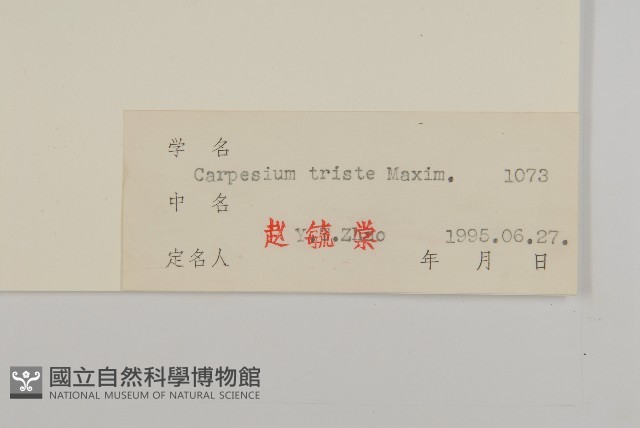 学 名
Carpesium triste Maxim. 1073
中 名
赵 毓 棠 1995.06.27.
定名人 年 月 日
國立自然科學博物館
NATIONAL MUSEUM OF NATURAL SCIENCE